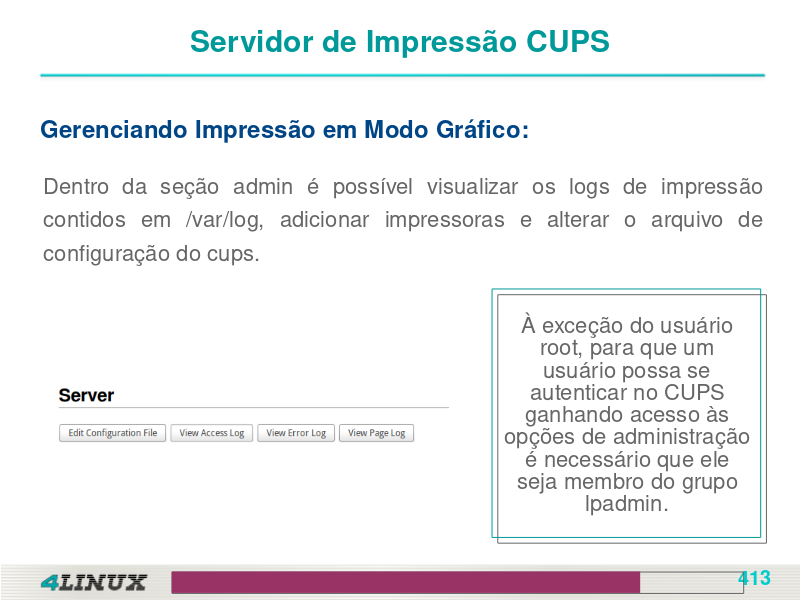 Servidor de Impressão CUPS
Gerenciando Impressão em Modo Gráfico:
Dentro da seção admin é possível visualizar os logs de impressão
contidos em /var/log, adicionar impressoras e alterar o arquivo de
configuração do cups.
À exceção do usuário
root, para que um
usuário possa se
autenticar no CUPS
ganhando acesso às
opções de administração
é necessário que ele
seja membro do grupo
lpadmin.
Server
Edit Configuration File View Access Log View Error Log View Page Log
4LINUX
413